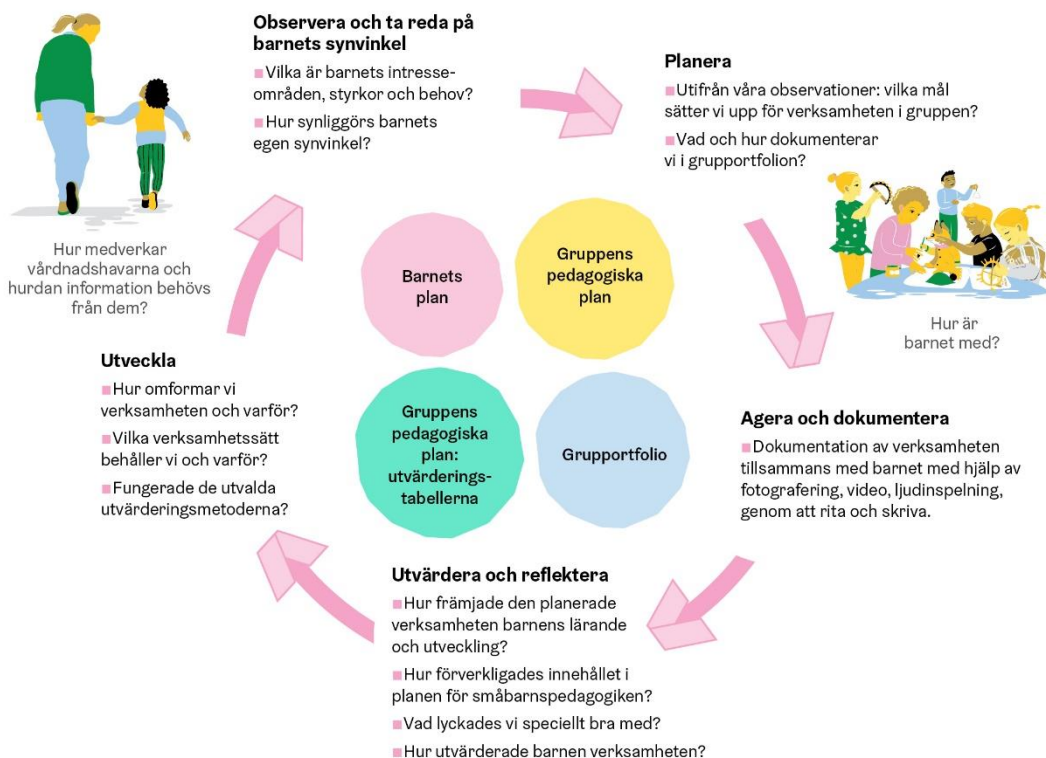 Observera och ta reda på
barnets synvinkel
■Vilka är barnets intresse-
områden, styrkor och behov?
■Hur synliggörs barnets
egen synvinkel?
Planera
■Utifrån våra observationer: vilka mål
sätter vi upp för verksamheten i gruppen?
■Vad och hur dokumenterar
vi i grupportfolion?
Hur är
barnet med?
Agera och dokumentera
■Dokumentation av verksamheten
tillsammans med barnet med hjälp av
fotografering, video, ljudinspelning,
genom att rita och skriva.
Utvärdera och reflektera
■Hur främjade den planerade
verksamheten barnens lärande
och utveckling?
■Hur förverkligades innehållet i
planen för småbarnspedagogiken?
■Vad lyckades vi speciellt bra med?
■Hur utvärderade barnen verksamheten?
Utveckla
■Hur omformar vi
verksamheten och varför?
■Vilka verksamhetssätt
behåller vi och varför?
■Fungerade de utvalda
utvärderingsmetoderna?
Hur medverkar
vårdnadshavarna och
hurdan information behövs
från dem?
Barnets
plan
Gruppens
pedagogiska
plan
Gruppens
pedagogiska
plan:
utvärderings-
tabellerna
Grupportfolio